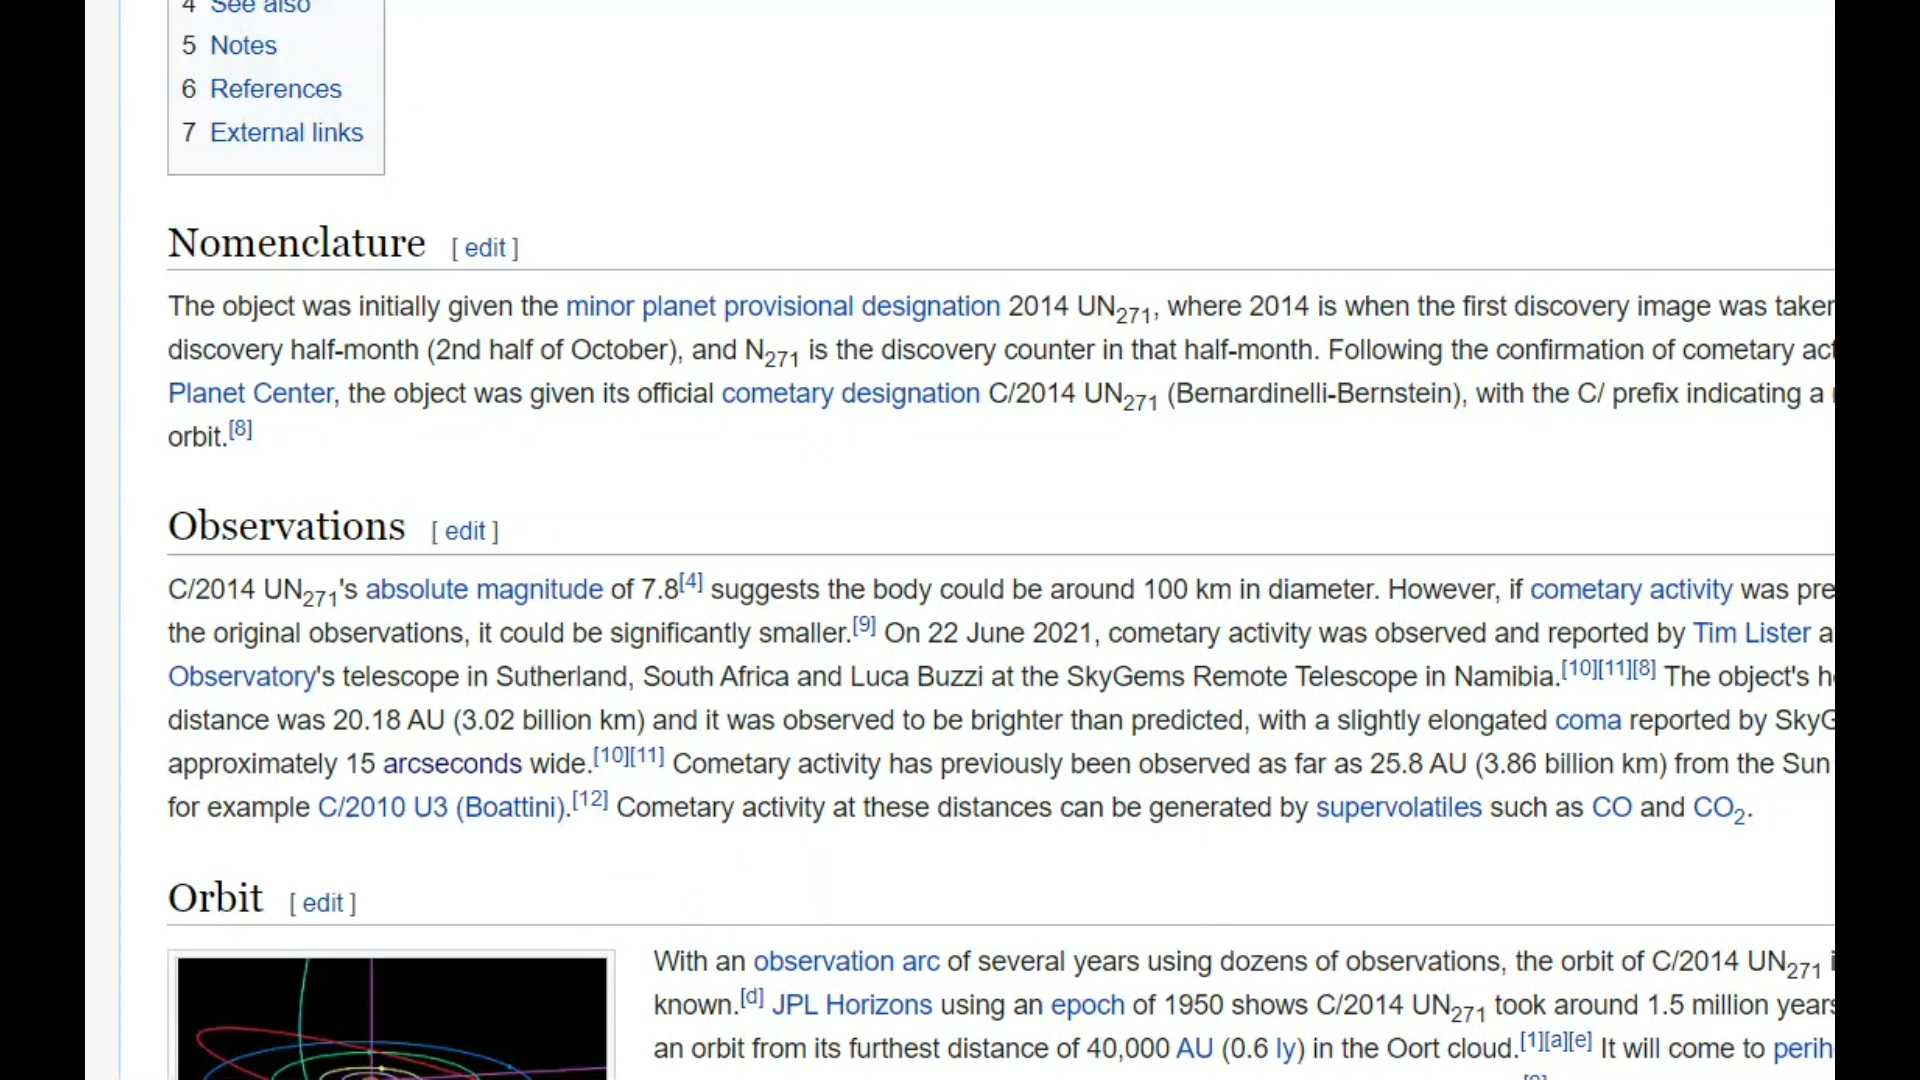 4 See also
5 Notes
6 References
7 External links
Nomenclature [ edit ]
The object was initially given the minor planet provisional designation 2014 UN271, where 2014 is when the first discovery image was taken
discovery half-month (2nd half of October), and N271 is the discovery counter in that half-month. Following the confirmation of cometary
Planet Center, the object was given its official cometary designation C/2014 UN271 (Bernardinelli-Bernstein), with the C/ prefix indicating a
orbit.[8]
Observations [ edit ]
C/2014 UN271's absolute magnitude of 7.8[4] suggests the body could be around 100 km in diameter. However, if cometary activity was
the original observations, it could be significantly smaller.[9] On 22 June 2021, cometary activity was observed and reported by Tim Lister
Observatory's telescope in Sutherland, South Africa and Luca Buzzi at the SkyGems Remote Telescope in Namibia.[10][11][8] The object's
distance was 20.18 AU (3.02 billion km) and it was observed to be brighter than predicted, with a slightly elongated coma reported by
approximately 15 arcseconds wide.[10][11] Cometary activity has previously been observed as far as 25.8 AU (3.86 billion km) from the Sun
for example C/2010 U3 (Boattini).[12] Cometary activity at these distances can be generated by supervolatiles such as CO and CO2.
Orbit [ edit ]
With an observation arc of several years using dozens of observations, the orbit of C/2014 UN271
known.[d] JPL Horizons using an epoch of 1950 shows C/2014 UN271 took around 1.5 million years
an orbit from its furthest distance of 40,000 AU (0.6 ly) in the Oort cloud.[1][a][e] It will come to